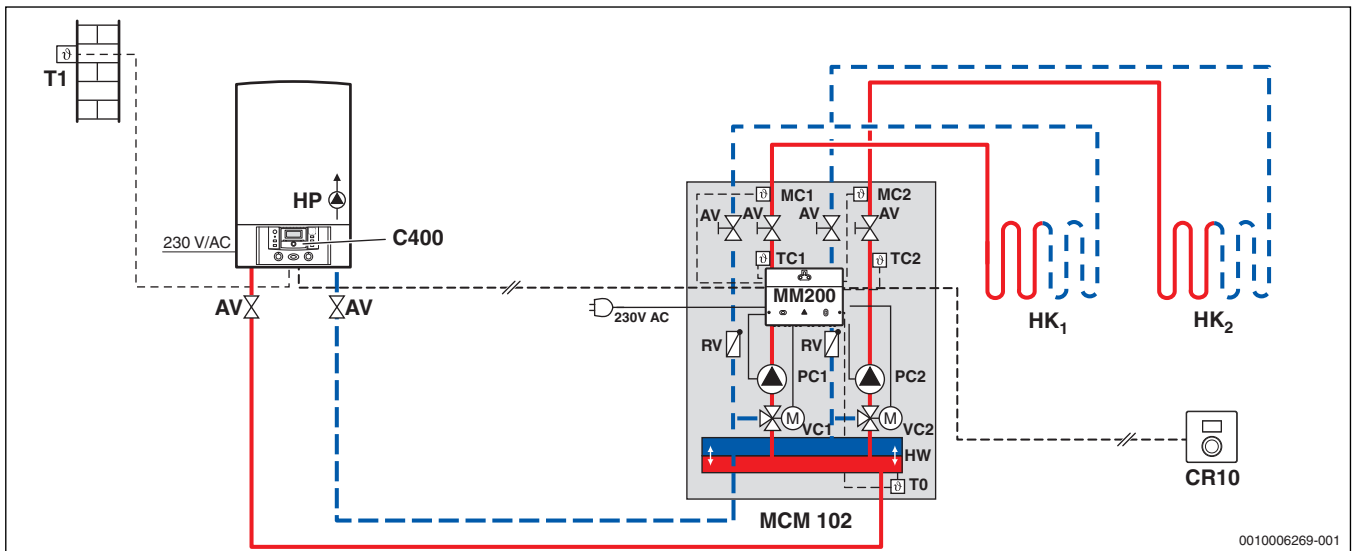 ϑ
T1
HP
230 V/AC
C400
AV
AV
ϑ MC1
ϑ MC2
AV AV
AV AV
ϑ TC1
ϑ TC2
MM200
230V AC
RV
RV
PC1
PC2
M
VC1
M
VC2
HW
ϑ T0
MCM 102
HK₁
HK₂
CR10
0010006269-001